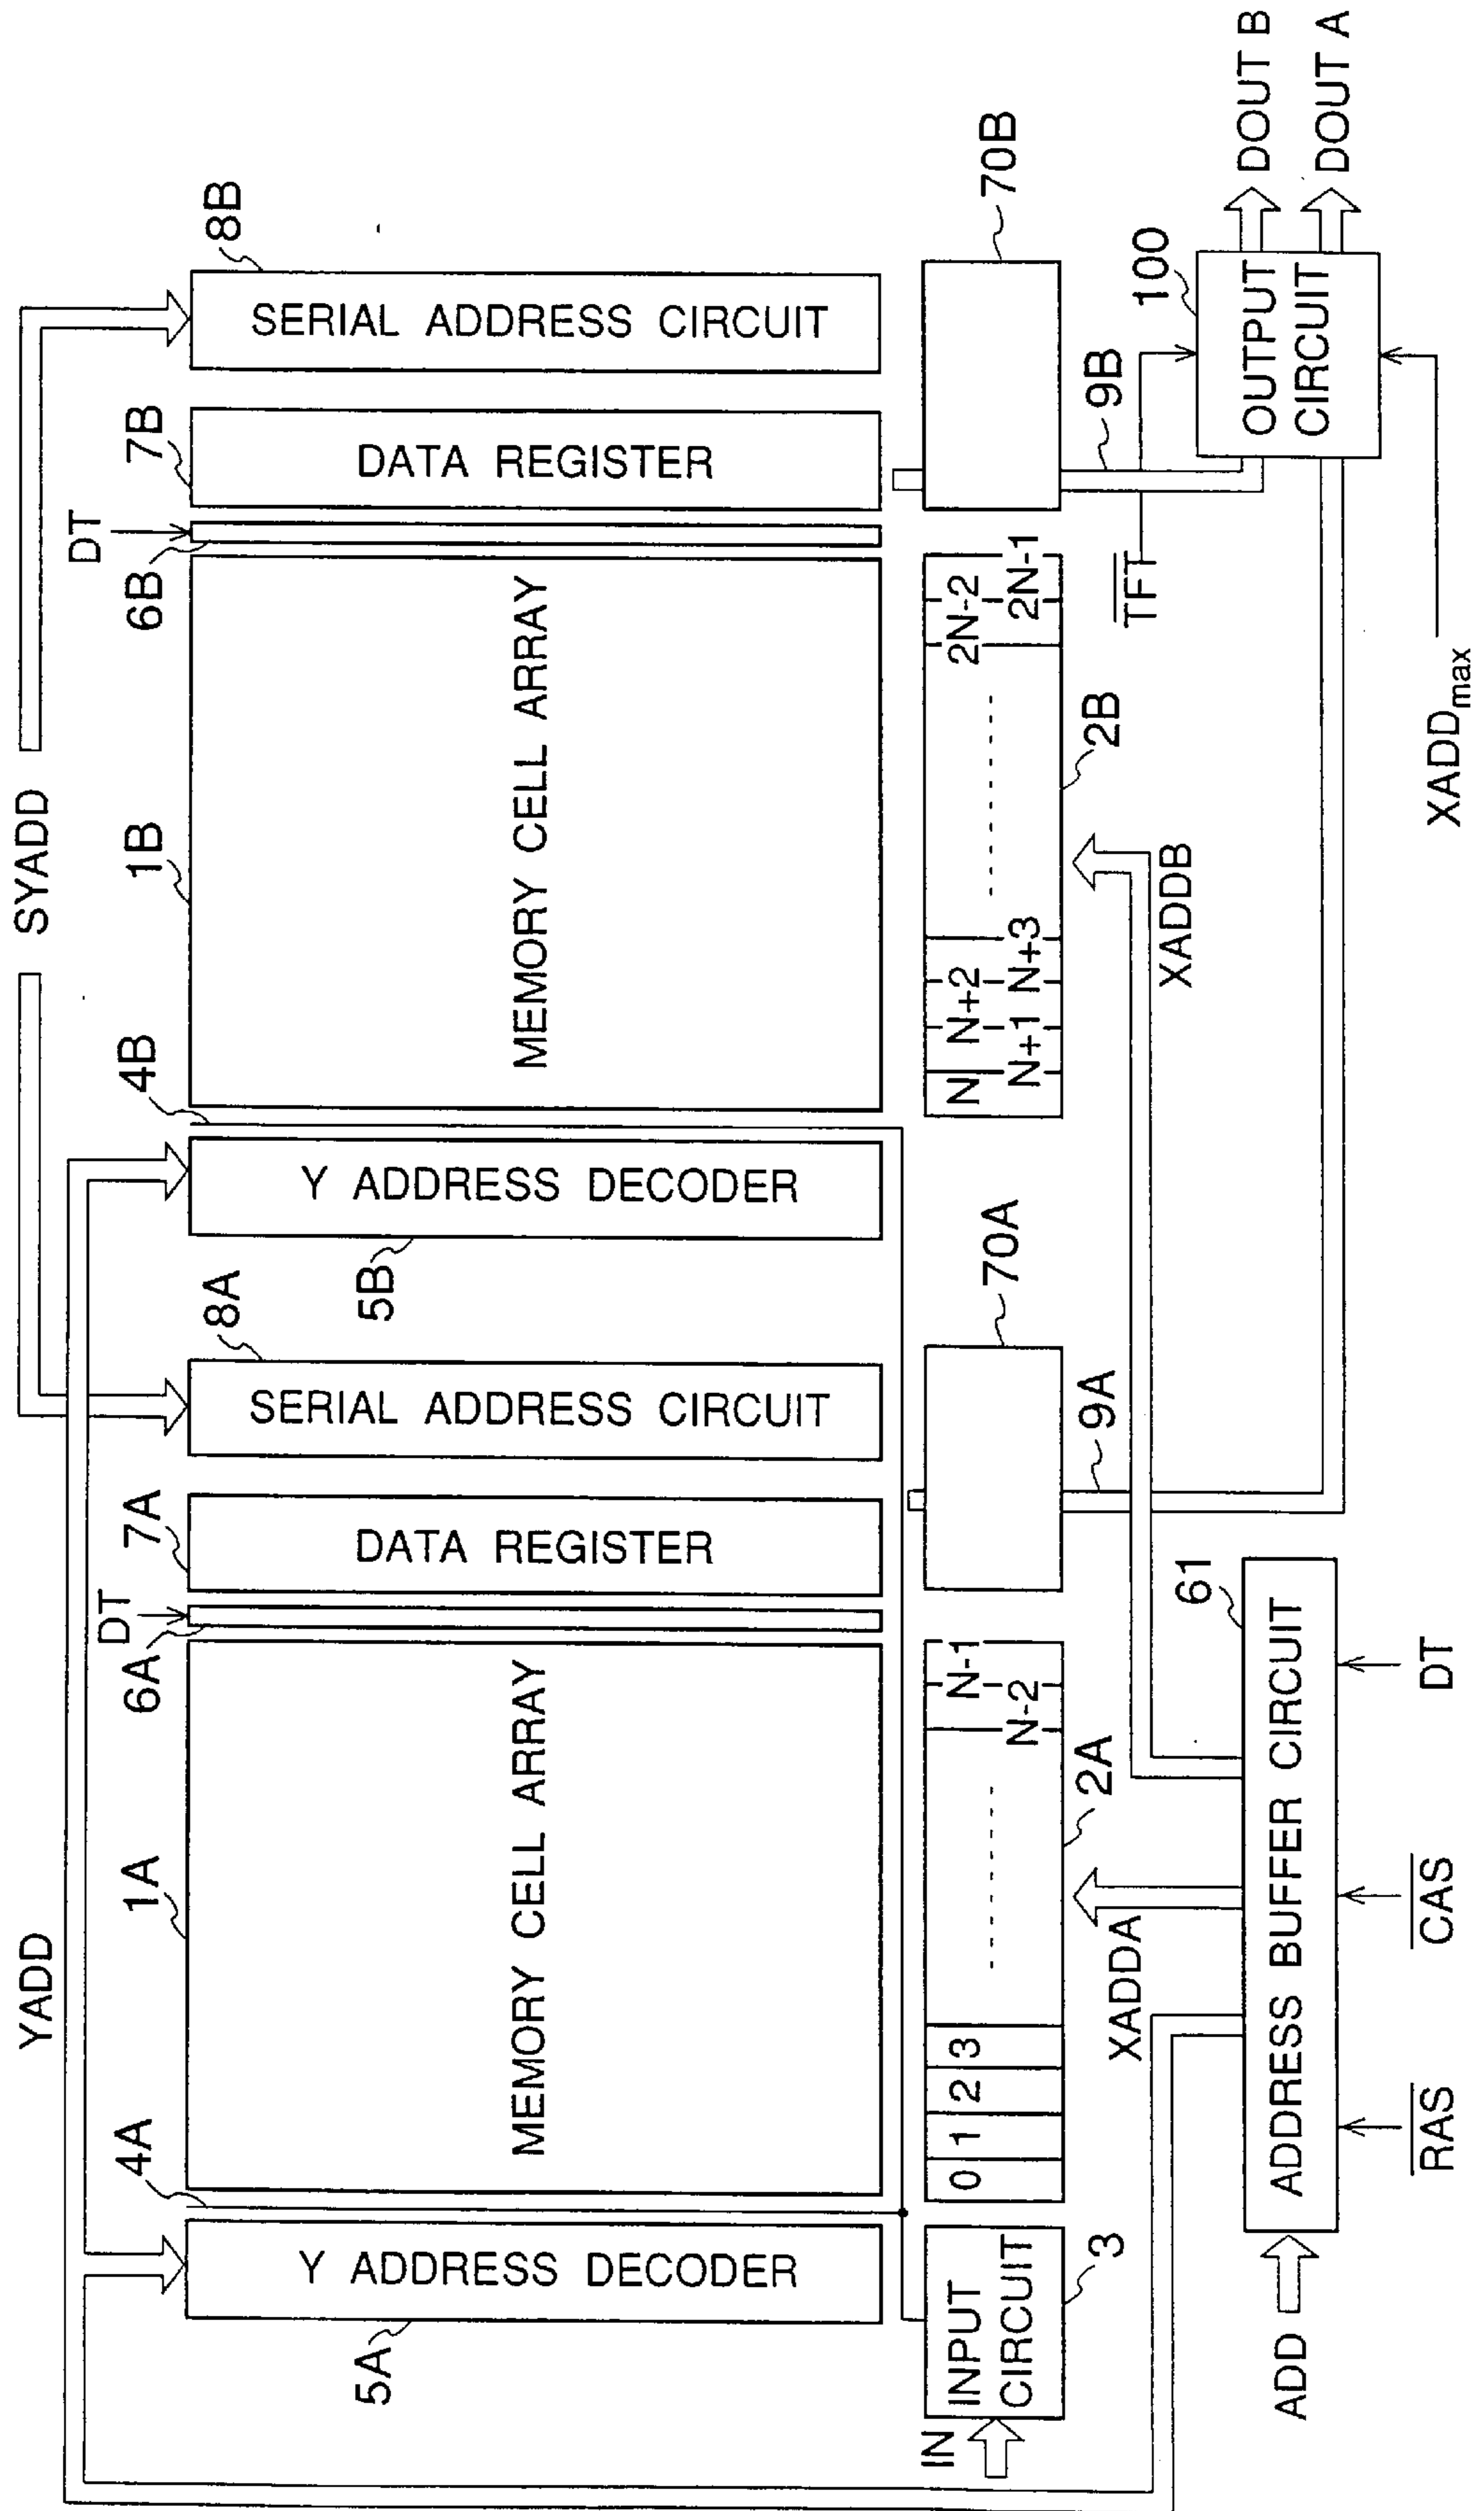 SYADD
YADD
4A
1A
6A
DT
7A
8A
4B
1B
6B
DT
7B
8B
Y ADDRESS DECODER
MEMORY CELL ARRAY
DATA REGISTER
SERIAL ADDRESS CIRCUIT
Y ADDRESS DECODER
MEMORY CELL ARRAY
DATA REGISTER
SERIAL ADDRESS CIRCUIT
5A
5B
IN
INPUT
CIRCUIT
3
0 1 2 3
N-2
N-1
2A
70A
9A
N
N+1
N+2
N+3
2N-2
2N-1
2B
70B
9B
XADDA
XADDB
TFT
100
OUTPUT
CIRCUIT
DOUT B
DOUT A
ADD
ADDRESS BUFFER CIRCUIT
61
RAS
CAS
DT
XADDmax